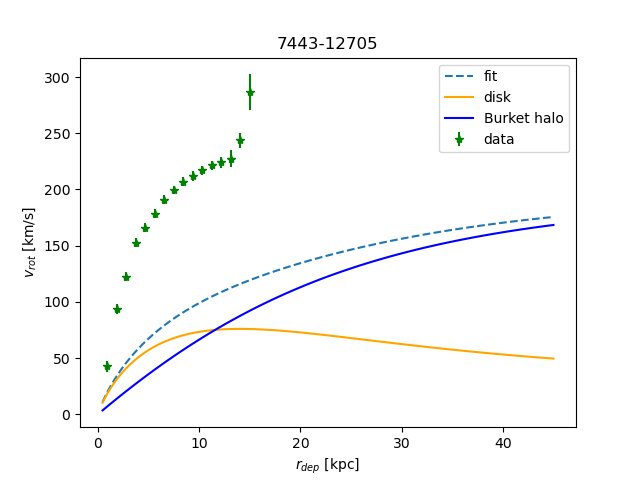 7443-12705
300
250
200
150
100
50
0
v_rot [km/s]
fit
disk
Burket halo
data
0 10 20 30 40
r_dep [kpc]